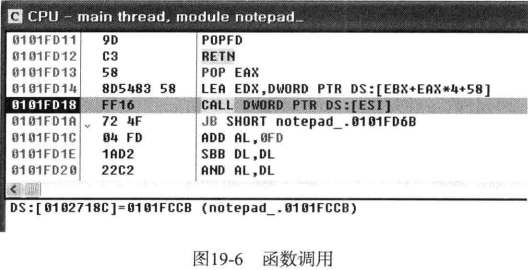 C CPU - main thread, module notepad_
0101FD11 9D POPFD
0101FD12 C3 RETN
0101FD13 58 POP EAX
0101FD14 8D5483 58 LEA EDX,DWORD PTR DS:[EBX+EAX*4+58]
0101FD18 FF16 CALL DWORD PTR DS:[ESI]
0101FD1A 72 4F JB SHORT notepad_.0101FD6B
0101FD1C 04 FD ADD AL,0FD
0101FD1E 1AD2 SBB DL,DL
0101FD20 22C2 AND AL,DL
DS:[0102718C]=0101FCCB (notepad_.0101FCCB)
图19-6 函数调用